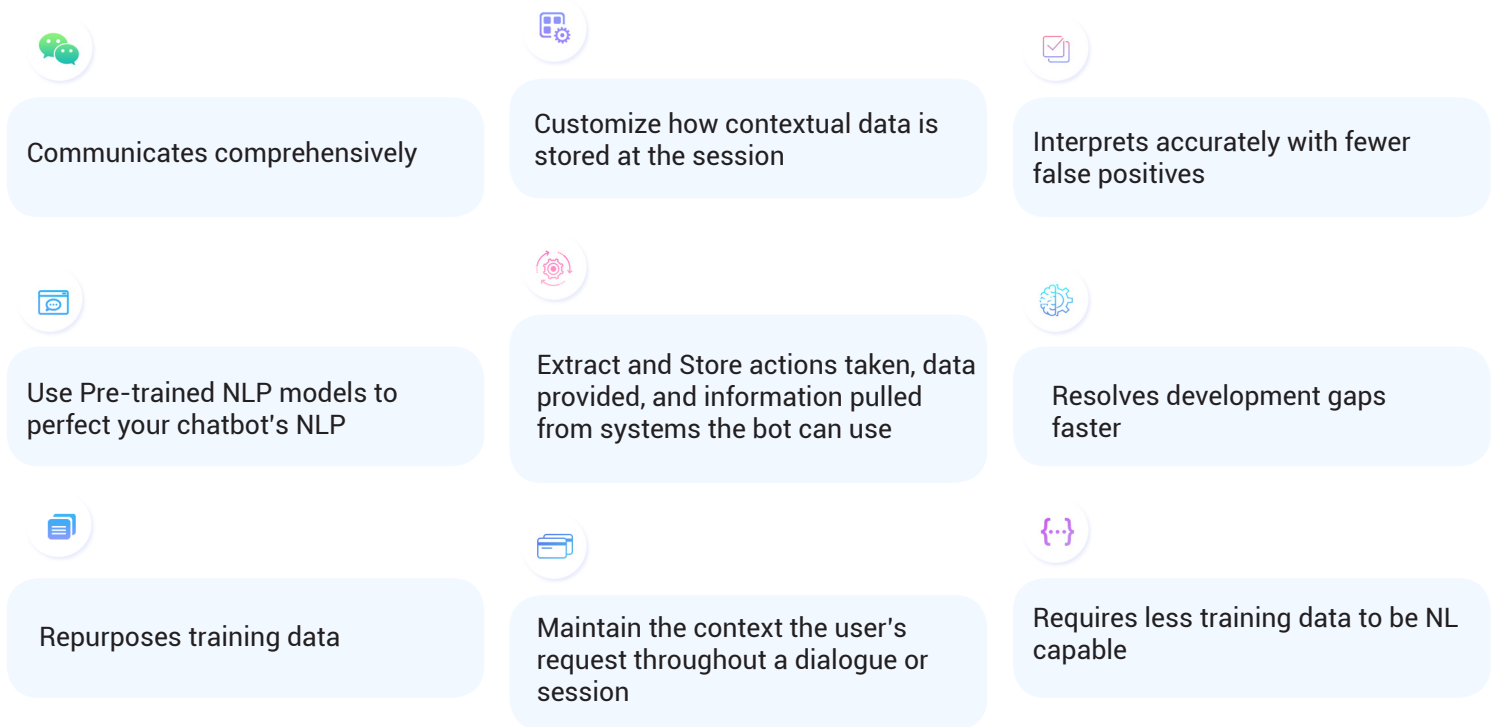 Communicates comprehensively
Customize how contextual data is
stored at the session
Interprets accurately with fewer
false positives
Use Pre-trained NLP models to
perfect your chatbot's NLP
Extract and Store actions taken, data
provided, and information pulled
from systems the bot can use
Resolves development gaps
faster
Repurposes training data
Maintain the context the user's
request throughout a dialogue or
session
Requires less training data to be NL
capable